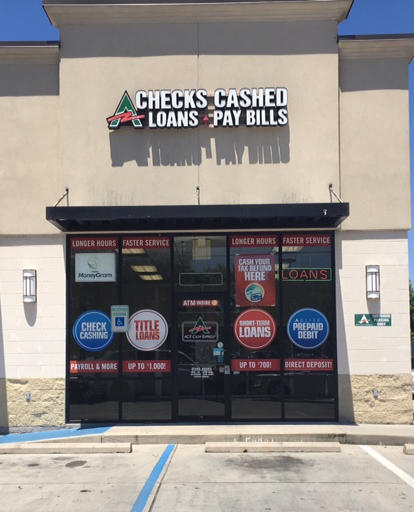 CHECKS CASHED
LOANS PAY BILLS
LONGER HOURS
FASTER SERVICE
LONGER HOURS
FASTER SERVICE
MoneyGram
CASH YOUR
TAX REFUND
HERE
LOANS
ATM INSIDE
CHECK
CASHING
TITLE
LOANS
ACE CASH EXPRESS
SHORT-TERM
LOANS
ELITE
PREPAID
DEBIT
PAYROLL & MORE
UP TO $1,000!
UP TO $700!
DIRECT DEPOSIT!